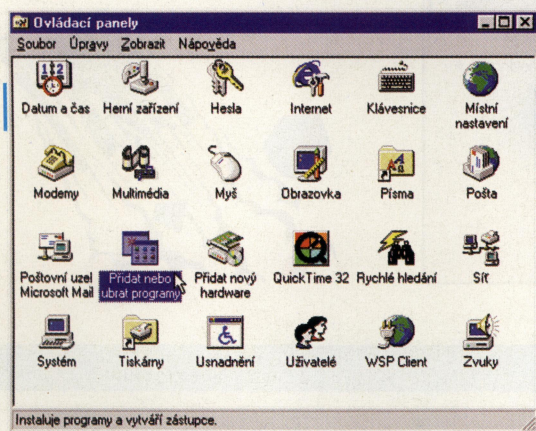 Ovládací panely
Soubor Úpravy Zobrazit Nápověda
Datum a čas Herní zařízení Hesla Internet Klávesnice Místní nastavení
Modemy Multimédia Myš Obrazovka Písma Pošta
Poštovní uzel Microsoft Mail Přidat nebo ubrat programy Přidat nový hardware QuickTime 32 Rychlé hledání Síť
Systém Tiskárny Usnadnění Uživatelé WSP Client Zvuky
Instaluje programy a vytváří zástupce.